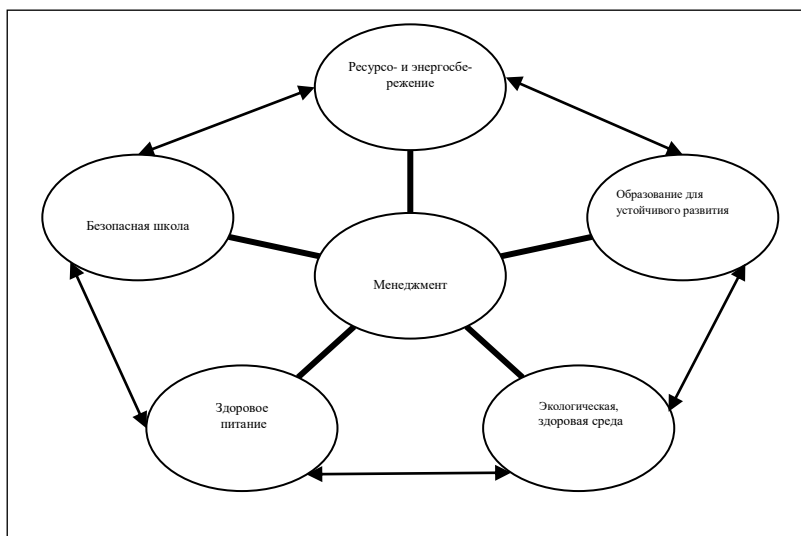 Ресурсо- и энергосбе-
режение
Образование для
устойчивого развития
Безопасная школа
Менеджмент
Здоровое
питание
Экологическая,
здоровая среда